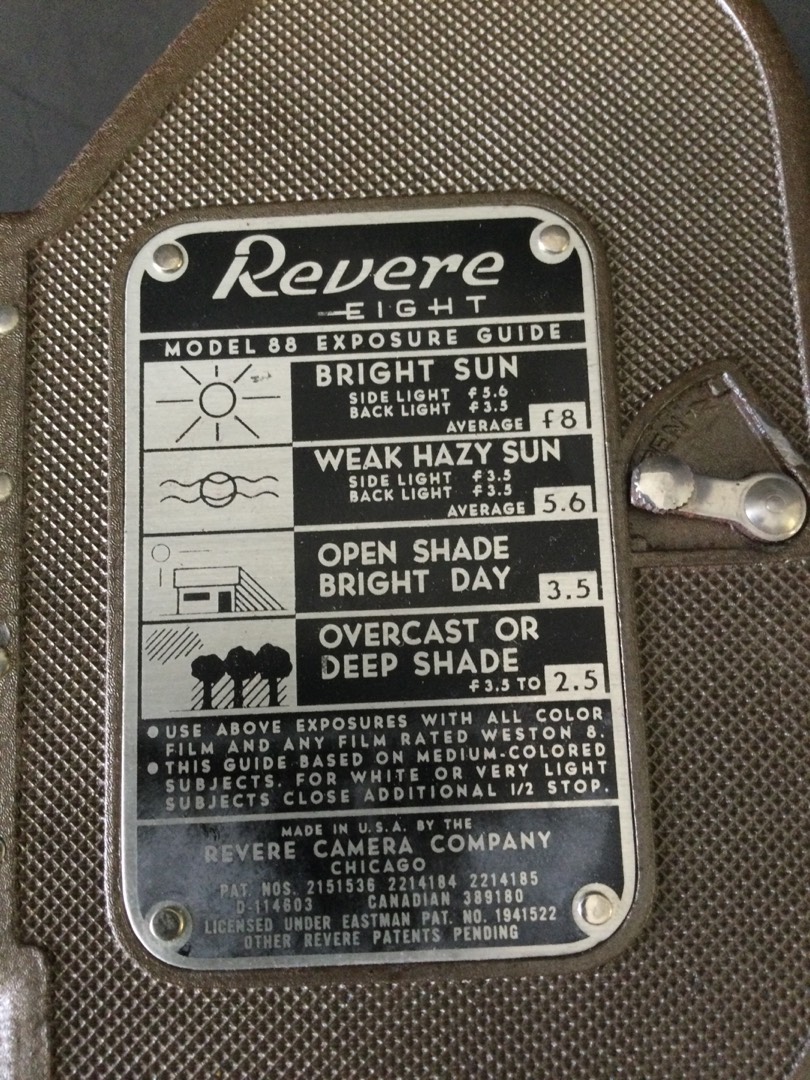 Revere
EIGHT
MODEL 88 EXPOSURE GUIDE
BRIGHT SUN
SIDE LIGHT f 5.6
BACK LIGHT f 3.5
AVERAGE f8
WEAK HAZY SUN
SIDE LIGHT f 3.5
BACK LIGHT f 3.5
AVERAGE 5.6
OPEN SHADE
BRIGHT DAY 3.5
OVERCAST OR
DEEP SHADE
f 3.5 TO 2.5
• USE ABOVE EXPOSURES WITH ALL COLOR
FILM AND ANY FILM RATED WESTON 8.
• THIS GUIDE BASED ON MEDIUM-COLORED
SUBJECTS. FOR WHITE OR VERY LIGHT
SUBJECTS CLOSE ADDITIONAL 1/2 STOP.
MADE IN U.S.A. BY THE
REVERE CAMERA COMPANY
CHICAGO
PAT. NOS. 2151536 2214184 2214185
D-114603 CANADIAN 389180
LICENSED UNDER EASTMAN PAT. NO. 1941522
OTHER REVERE PATENTS PENDING